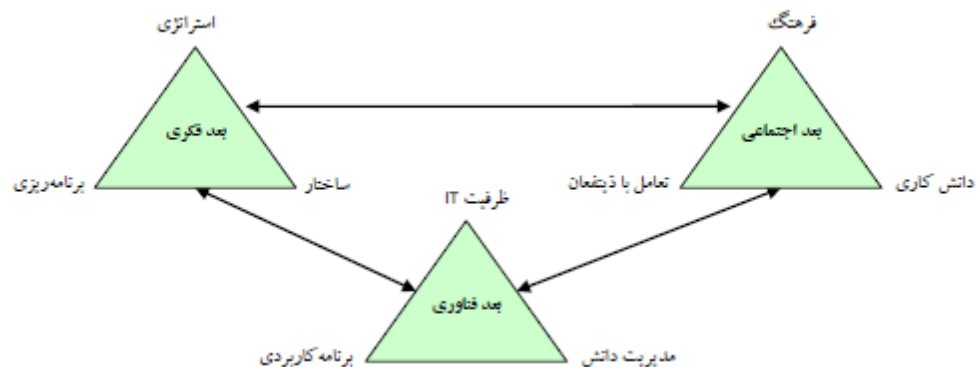 فرهنگ
استراتژی
بعد اجتماعی
بعد فکری
دانش کاری
تعامل با ذینفعان
ساختار
برنامه‌ریزی
ظرفیت IT
بعد فناوری
مدیریت دانش
برنامه کاربردی